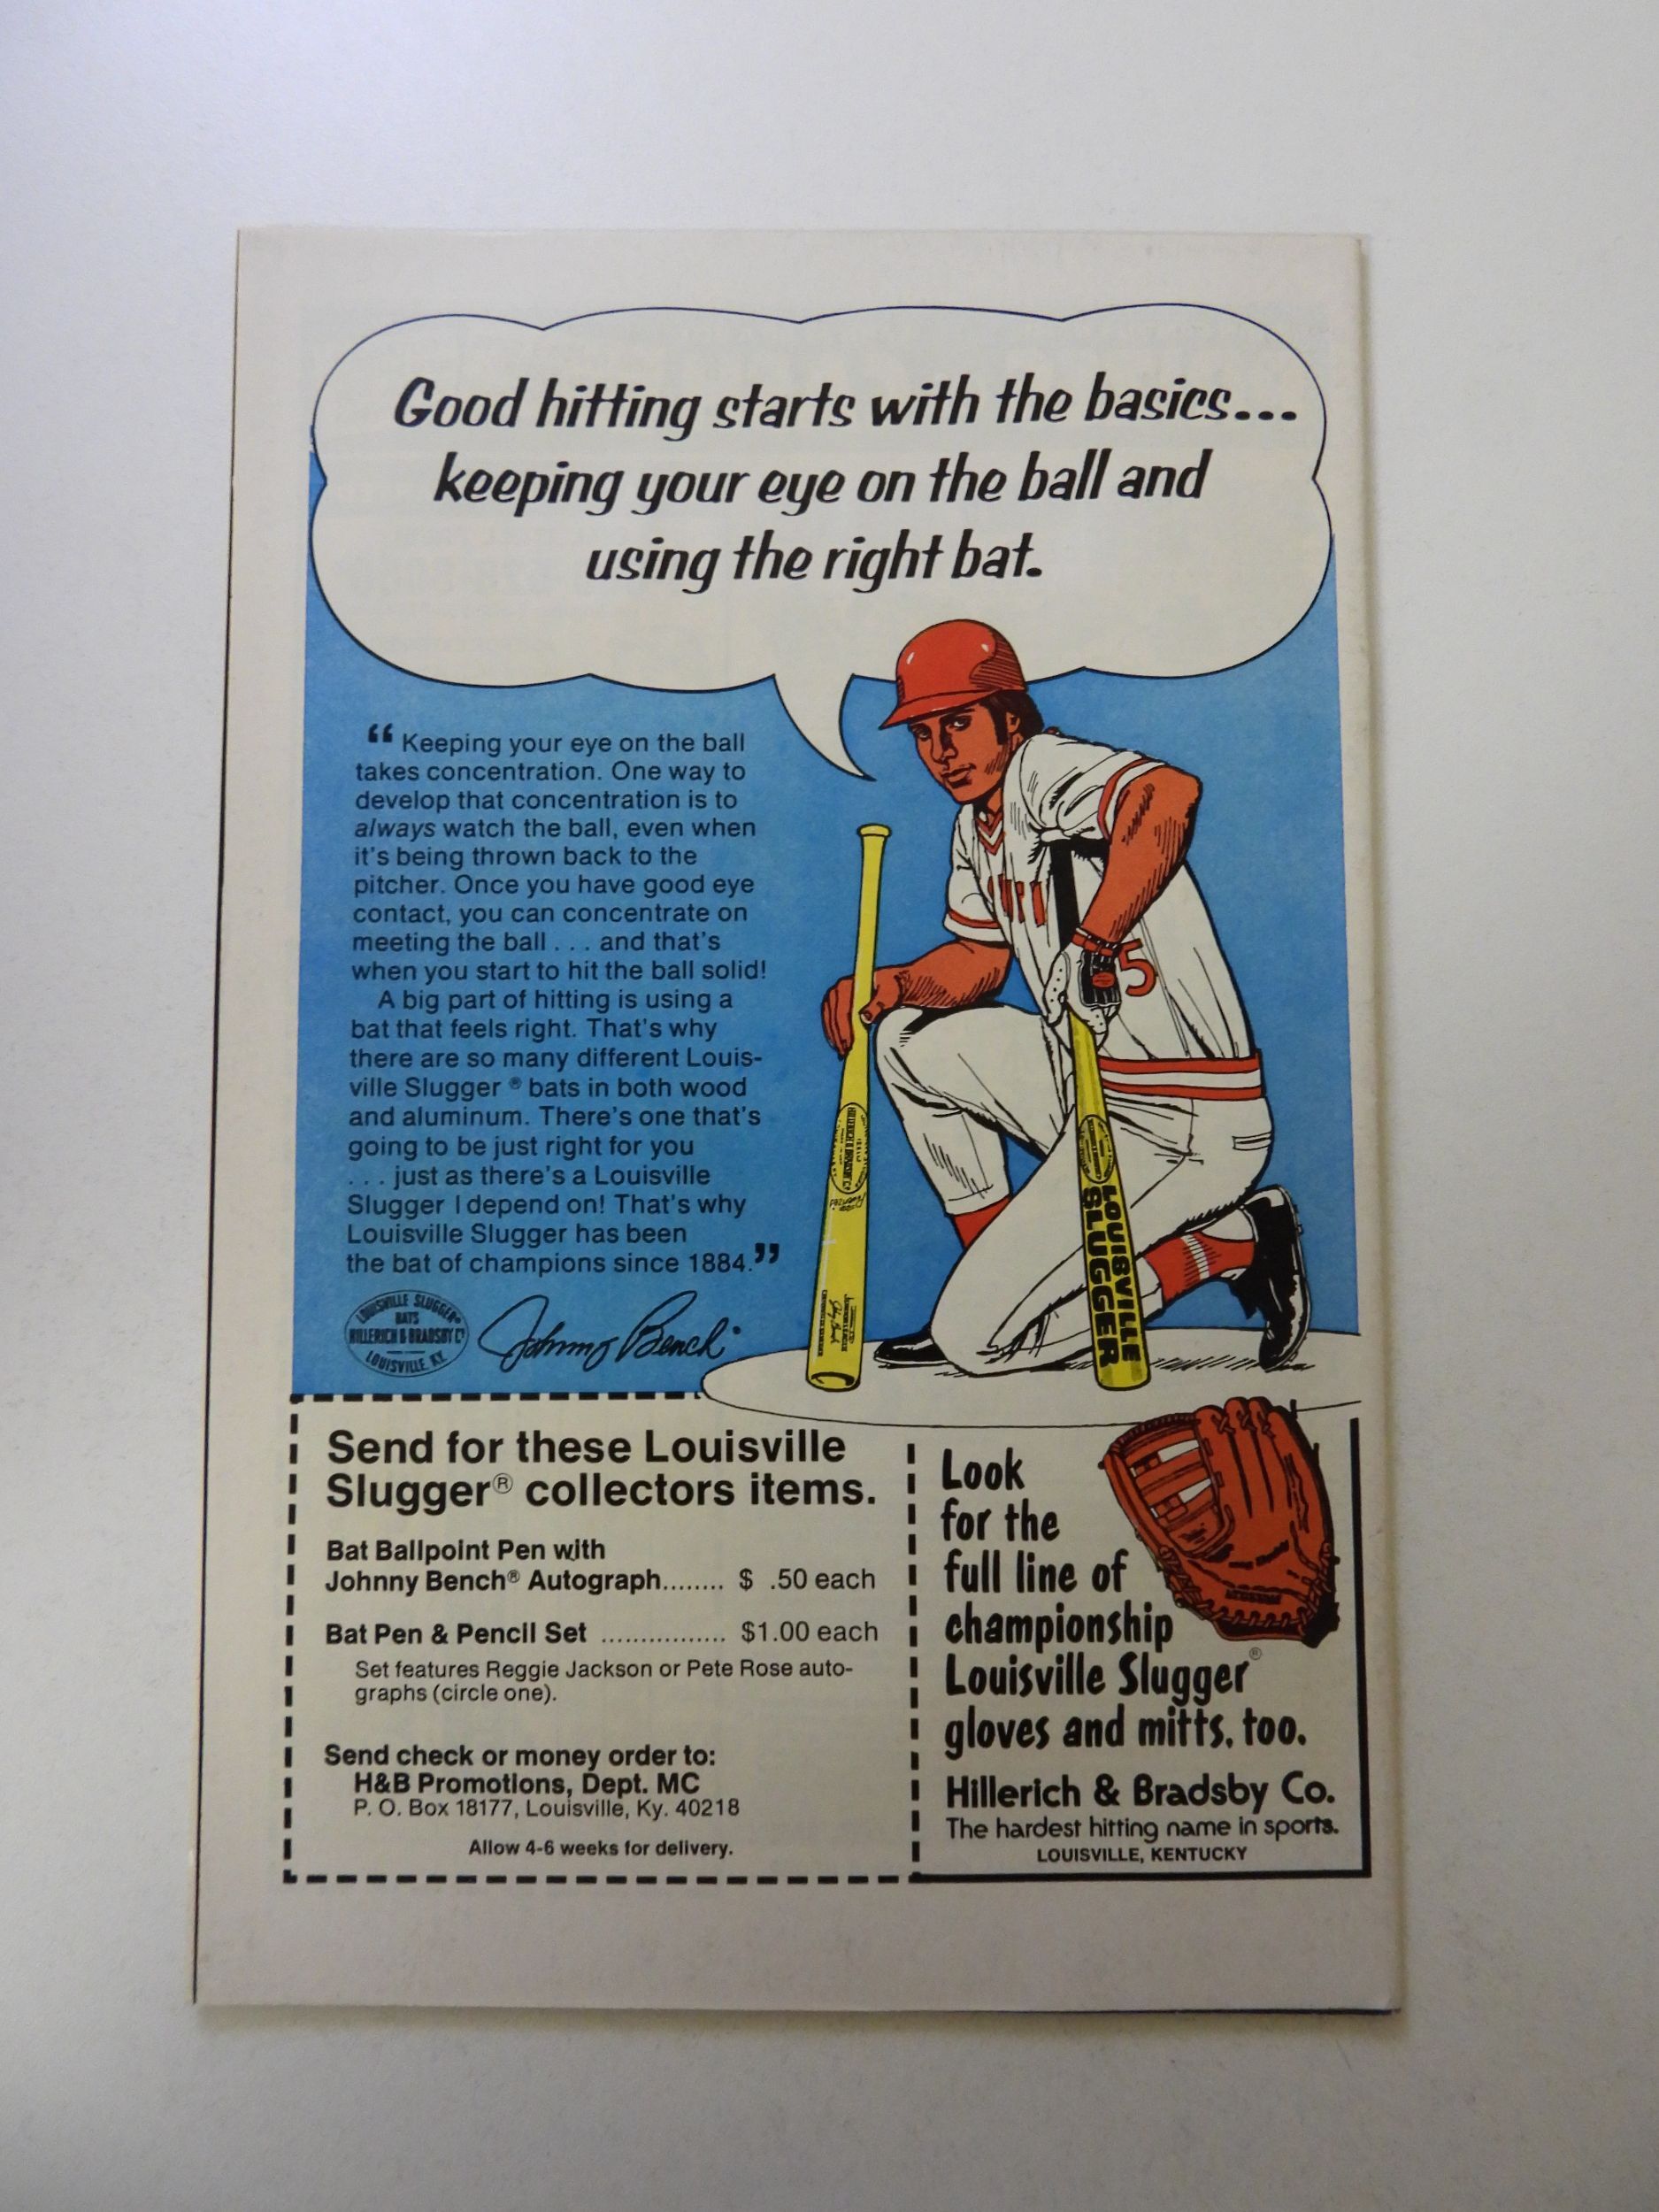 Good hitting starts with the basics...
keeping your eye on the ball and
using the right bat.
“ Keeping your eye on the ball
takes concentration. One way to
develop that concentration is to
always watch the ball, even when
it's being thrown back to the
pitcher. Once you have good eye
contact, you can concentrate on
meeting the ball . . . and that's
when you start to hit the ball solid!
A big part of hitting is using a
bat that feels right. That's why
there are so many different Louis-
ville Slugger ® bats in both wood
and aluminum. There's one that's
going to be just right for you
. . . just as there's a Louisville
Slugger I depend on! That's why
Louisville Slugger has been
the bat of champions since 1884.”
LOUISVILLE SLUGGER®
BATS
HILLERICH & BRADSBY Co
LOUISVILLE KY.
Johnny Bench
5
LOUISVILLE
SLUGGER
Send for these Louisville
Slugger® collectors items.
Bat Ballpoint Pen with
Johnny Bench® Autograph........ $ .50 each
Bat Pen & Pencil Set ................ $1.00 each
Set features Reggie Jackson or Pete Rose auto-
graphs (circle one).
Send check or money order to:
H&B Promotions, Dept. MC
P. O. Box 18177, Louisville, Ky. 40218
Allow 4-6 weeks for delivery.
Look
for the
full line of
championship
Louisville Slugger®
gloves and mitts, too.
Hillerich & Bradsby Co.
The hardest hitting name in sports.
LOUISVILLE, KENTUCKY